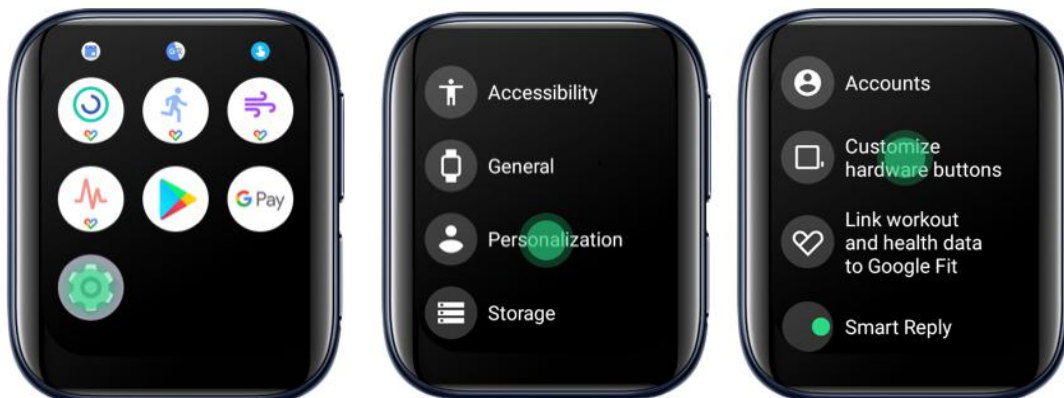 G Pay
Accessibility
General
Personalization
Storage
Accounts
Customize
hardware buttons
Link workout
and health data
to Google Fit
Smart Reply